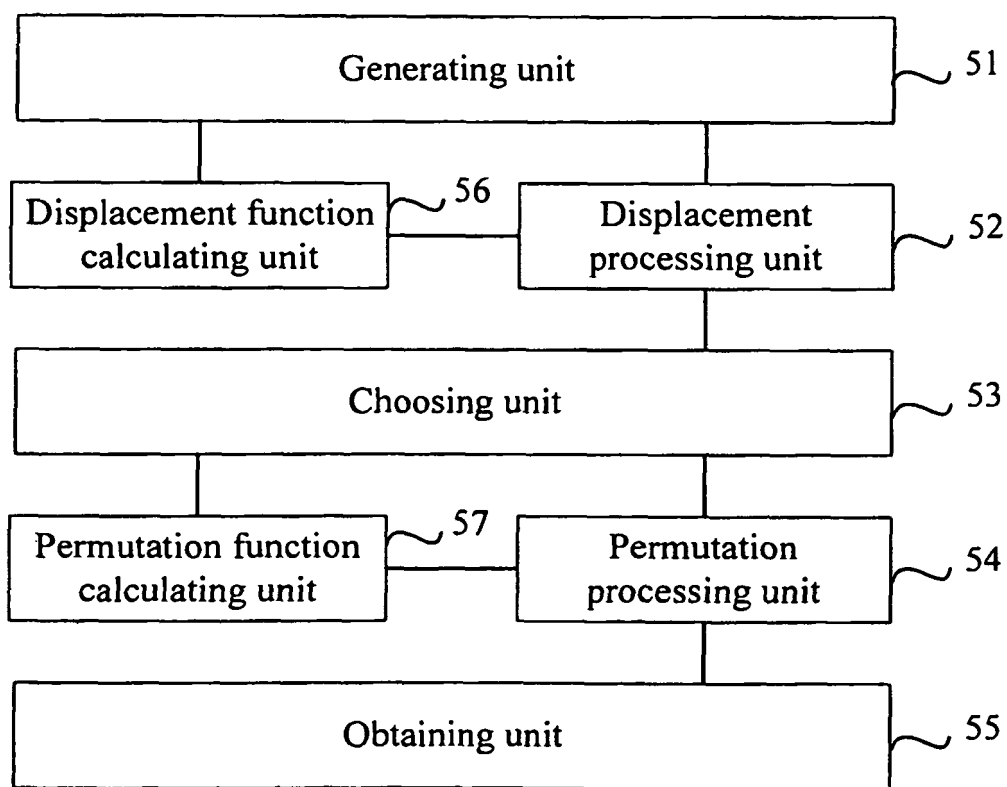 Generating unit
51
Displacement function
calculating unit
56
Displacement
processing unit
52
Choosing unit
53
Permutation function
calculating unit
57
Permutation
processing unit
54
Obtaining unit
55